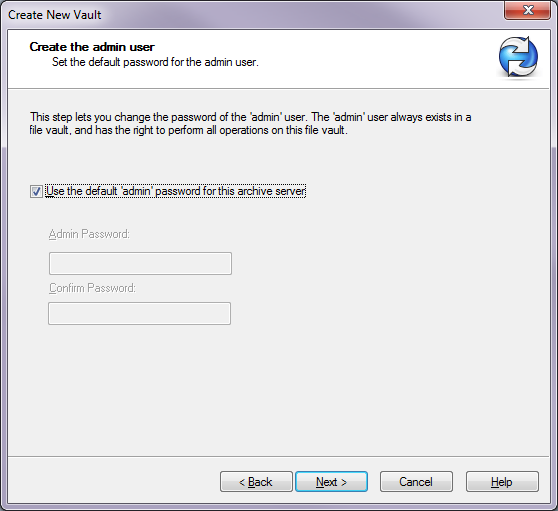 Create New Vault
Create the admin user
Set the default password for the admin user.
This step lets you change the password of the 'admin' user. The 'admin' user always exists in a
file vault, and has the right to perform all operations on this file vault.
Use the default 'admin' password for this archive server
Admin Password:
Confirm Password:
< Back
Next >
Cancel
Help